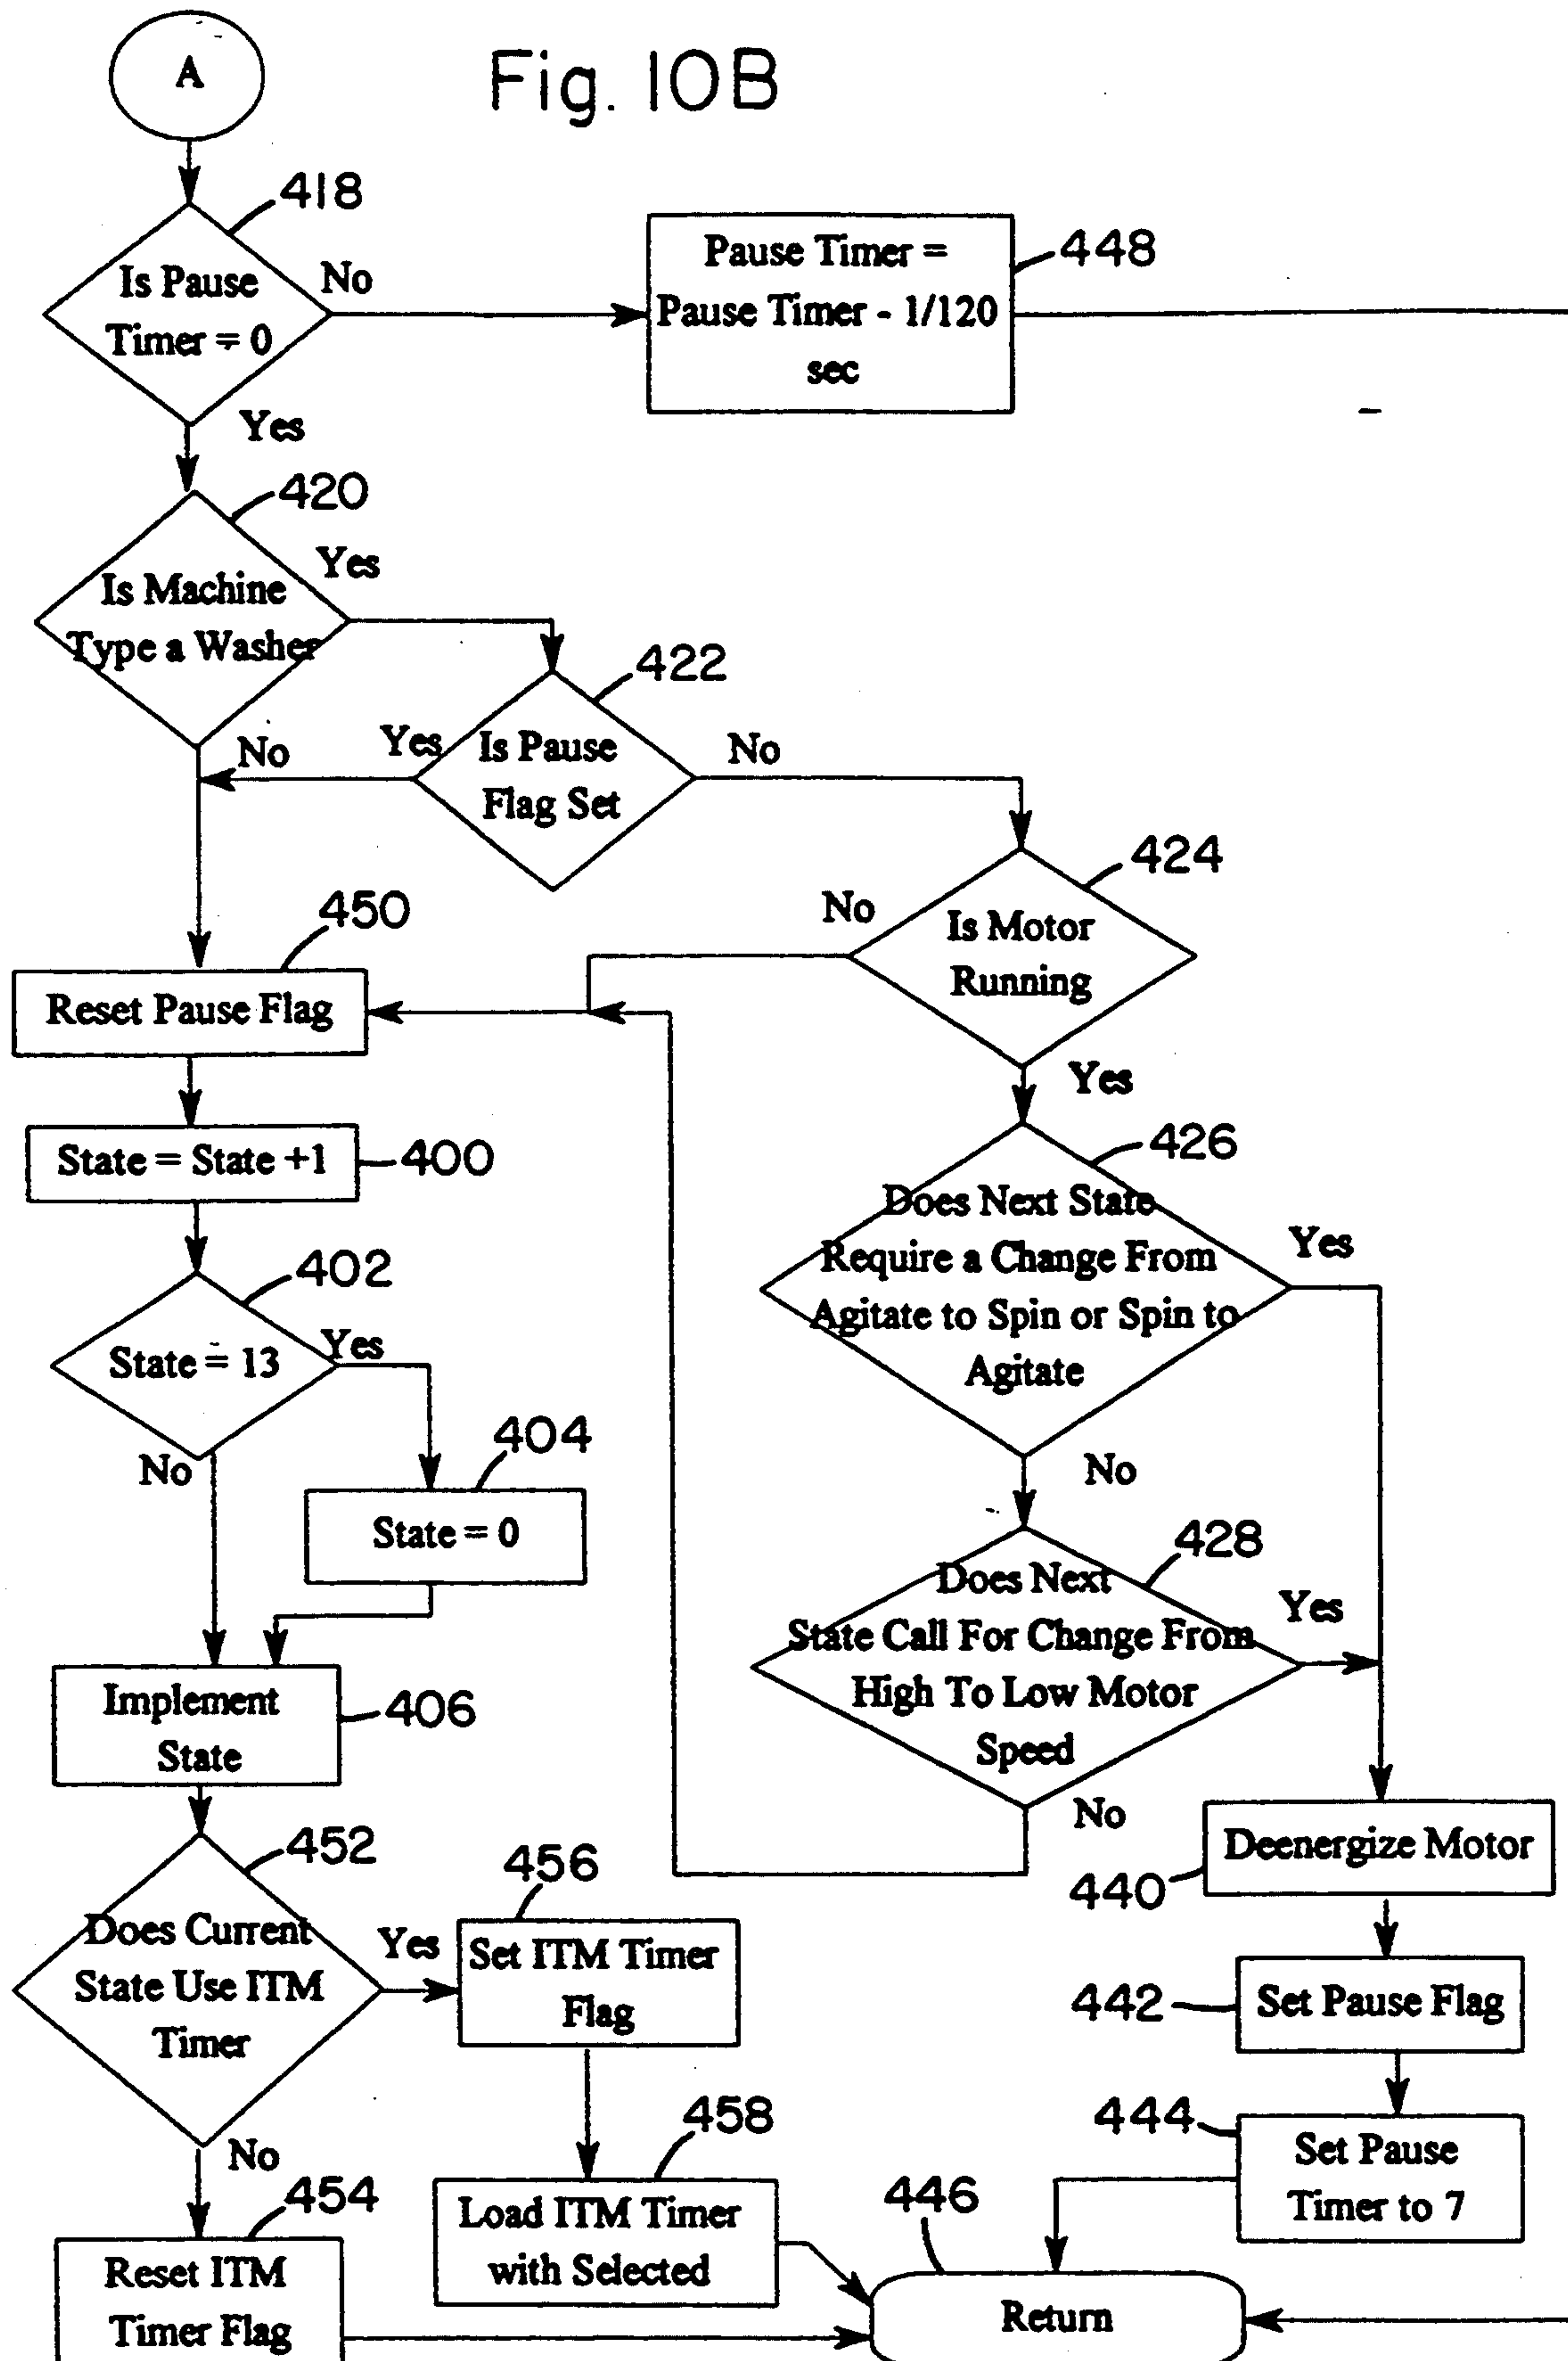 Fig. 10B
A
418
Is Pause
Timer = 0
No
Yes
Pause Timer =
Pause Timer - 1/120
sec
448
420
Is Machine
Type a Washer
Yes
No
422
Is Pause
Flag Set
Yes
No
424
Is Motor
Running
No
Yes
450
Reset Pause Flag
State = State +1
400
426
Does Next State
Require a Change From
Agitate to Spin or Spin to
Agitate
Yes
No
402
State = 13
Yes
No
404
State = 0
428
Does Next
State Call For Change From
High To Low Motor
Speed
Yes
No
Implement
State
406
Deenergize Motor
440
452
Does Current
State Use ITM
Timer
Yes
No
456
Set ITM Timer
Flag
442
Set Pause Flag
458
Load ITM Timer
with Selected
444
Set Pause
Timer to 7
454
Reset ITM
Timer Flag
446
Return